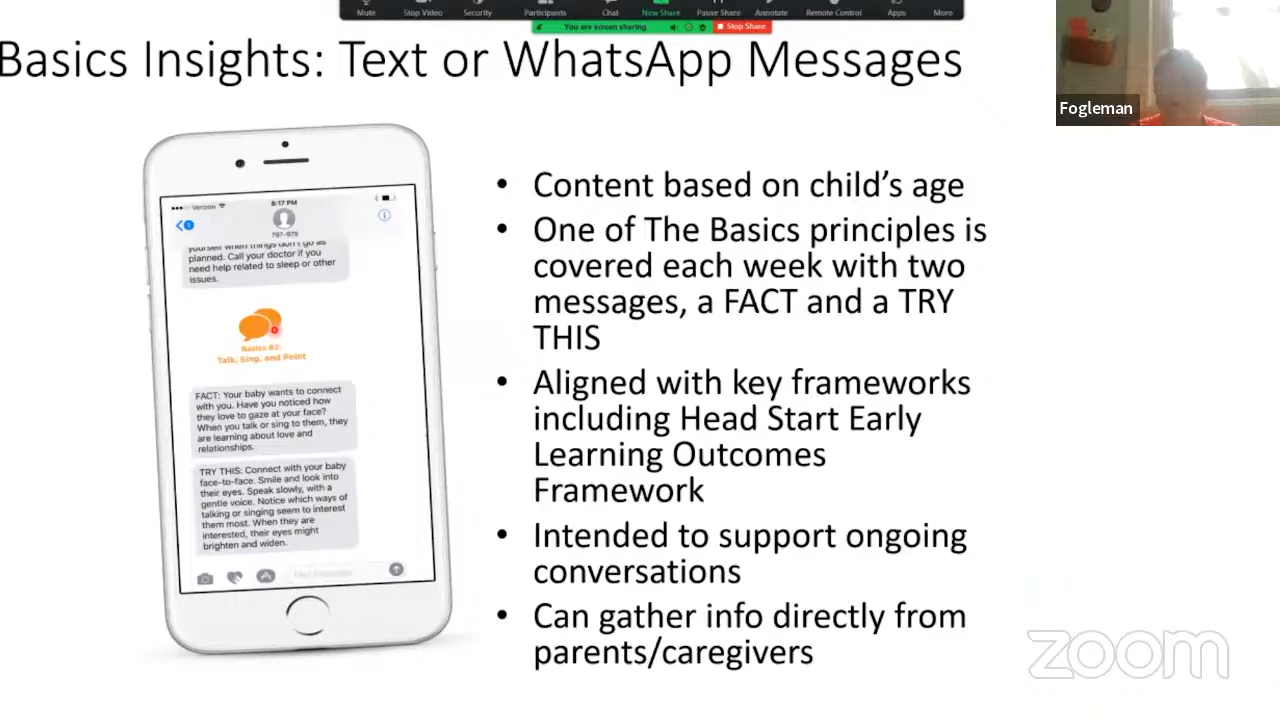 Mute Stop Video Security Participants Chat New Share Pause Share Annotate Remote Control Apps More
You are screen sharing Stop Share
Basics Insights: Text or WhatsApp Messages
Fogleman
verizon 8:17 PM
797-979
yourself when things don't go as
planned. Call your doctor if you
need help related to sleep or other
issues.
Basics #2:
Talk, Sing, and Point
FACT: Your baby wants to connect
with you. Have you noticed how
they love to gaze at your face?
When you talk or sing to them, they
are learning about love and
relationships.
TRY THIS: Connect with your baby
face-to-face. Smile and look into
their eyes. Speak slowly, with a
gentle voice. Notice which ways of
talking or singing seem to interest
them most. When they are
interested, their eyes might
brighten and widen.
• Content based on child's age
• One of The Basics principles is
covered each week with two
messages, a FACT and a TRY
THIS
• Aligned with key frameworks
including Head Start Early
Learning Outcomes
Framework
• Intended to support ongoing
conversations
• Can gather info directly from
parents/caregivers
zoom